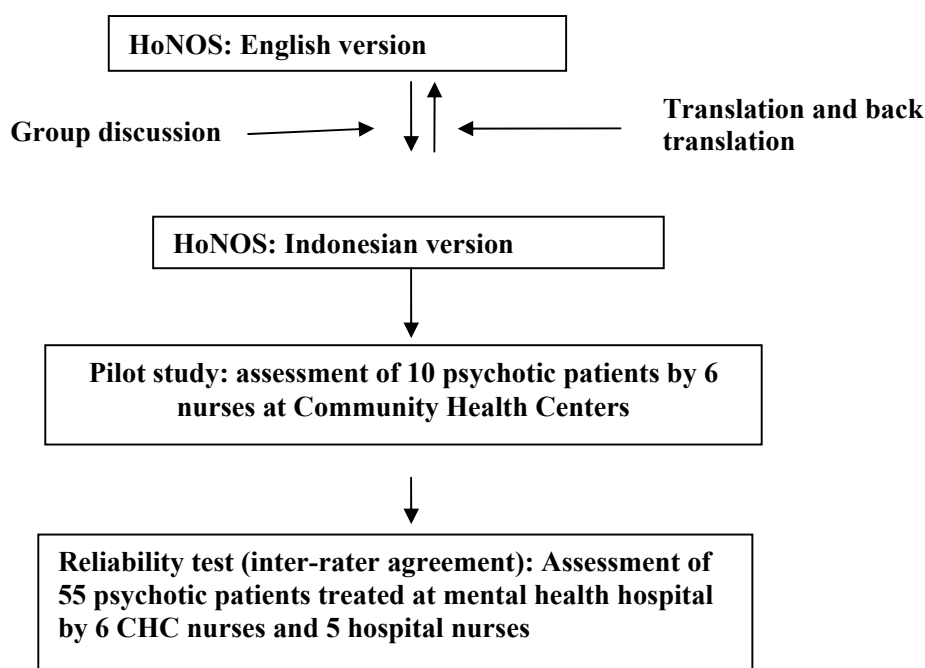 HoNOS: English version
Group discussion
Translation and back
translation
HoNOS: Indonesian version
Pilot study: assessment of 10 psychotic patients by 6
nurses at Community Health Centers
Reliability test (inter-rater agreement): Assessment of
55 psychotic patients treated at mental health hospital
by 6 CHC nurses and 5 hospital nurses